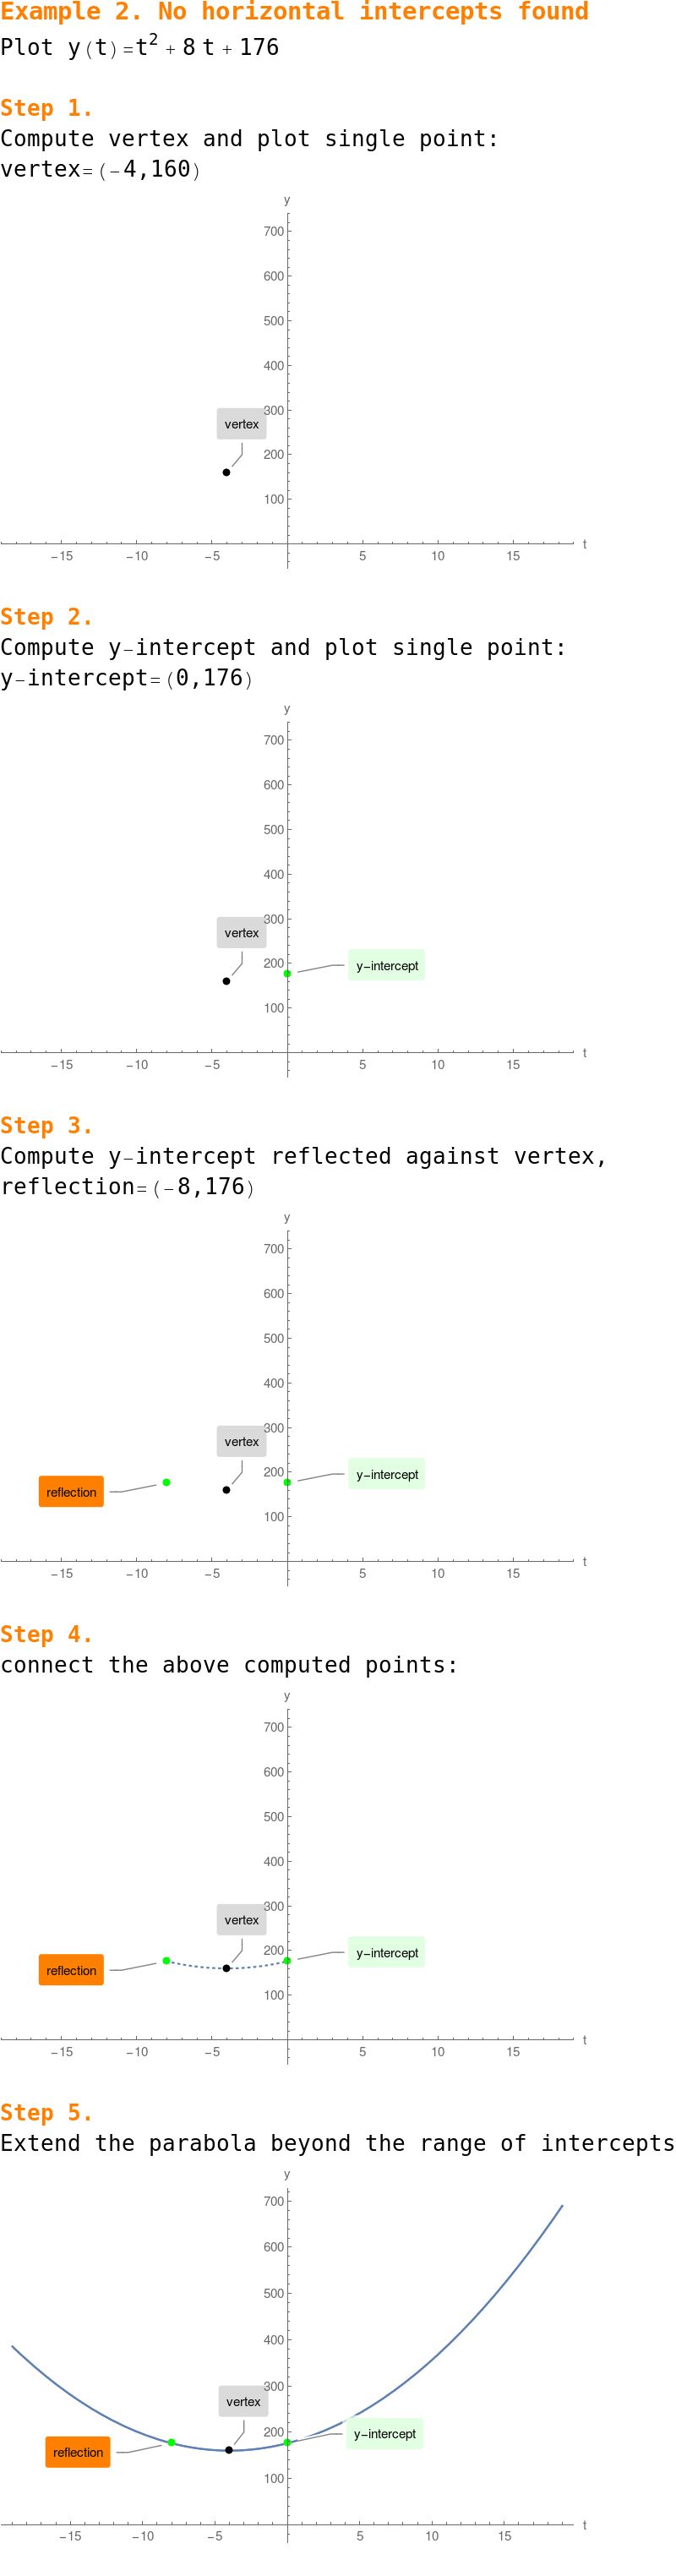 Example 2. No horizontal intercepts found
Plot y(t)=t² + 8 t + 176
Step 1.
Compute vertex and plot single point:
vertex=(-4,160)
y
700
600
500
400
300
vertex
200
100
t
-15 -10 -5 5 10 15
Step 2.
Compute y-intercept and plot single point:
y-intercept=(0,176)
y
700
600
500
400
300
vertex
200
y-intercept
100
t
-15 -10 -5 5 10 15
Step 3.
Compute y-intercept reflected against vertex,
reflection=(-8,176)
y
700
600
500
400
300
vertex
200
y-intercept
reflection
100
t
-15 -10 -5 5 10 15
Step 4.
connect the above computed points:
y
700
600
500
400
300
vertex
200
y-intercept
reflection
100
t
-15 -10 -5 5 10 15
Step 5.
Extend the parabola beyond the range of intercepts
y
700
600
500
400
300
vertex
200
y-intercept
reflection
100
t
-15 -10 -5 5 10 15